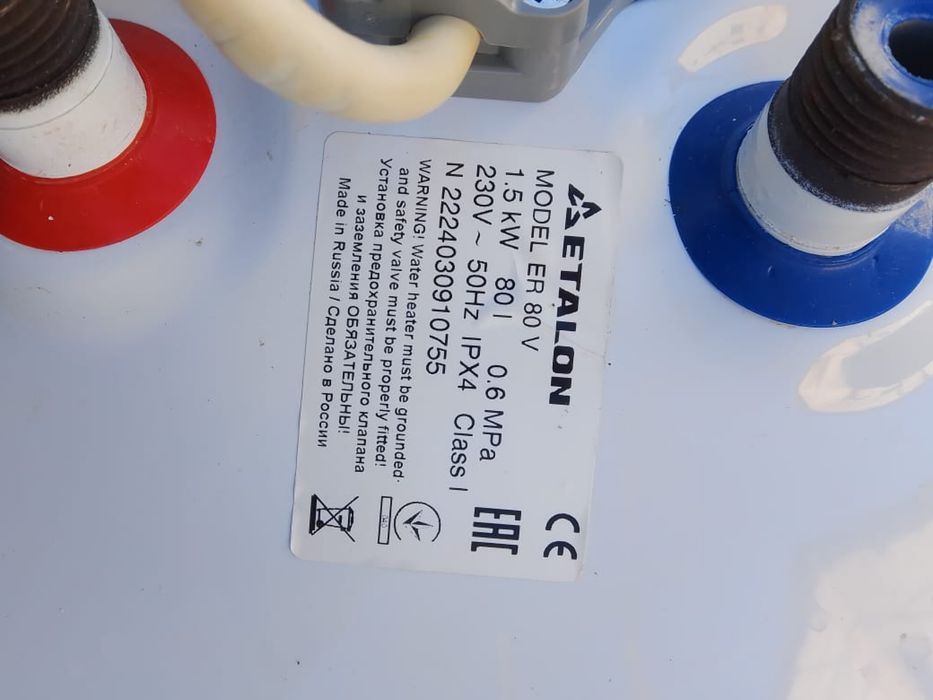 ETALON
MODEL ER 80 V
1.5 kW 80 l 0.6 MPa
230V ~ 50Hz IPX4 Class I
N 2224030910755
WARNING! Water heater must be grounded
and safety valve must be properly fitted!
Установка предохранительного клапана
и заземления ОБЯЗАТЕЛЬНЫ!
Made in Russia / Сделано в России
CE
EAC